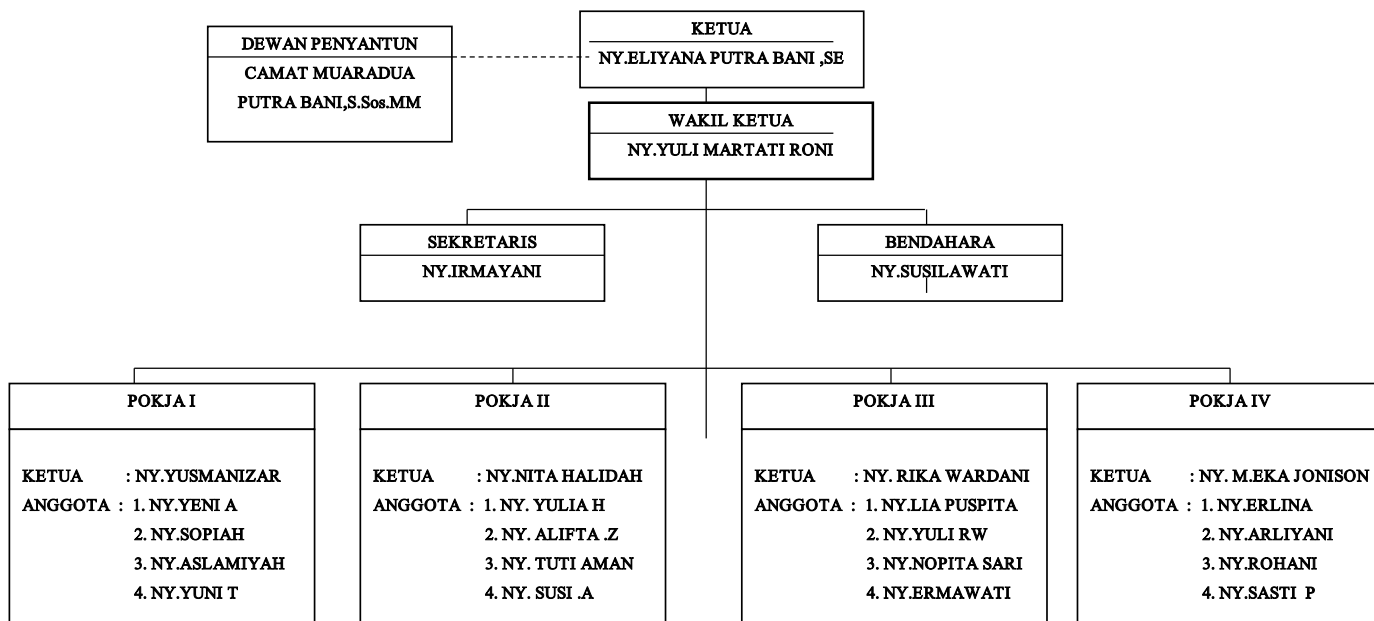 KETUA
NY.ELIYANA PUTRA BANI ,SE
DEWAN PENYANTUN
CAMAT MUARADUA
PUTRA BANI,S.Sos.MM
WAKIL KETUA
NY.YULI MARTATI RONI
SEKRETARIS
NY.IRMAYANI
BENDAHARA
NY.SUSILAWATI
POKJA I
KETUA : NY.YUSMANIZAR
ANGGOTA : 1. NY.YENI A
2. NY.SOPIAH
3. NY.ASLAMIYAH
4. NY.YUNI T
POKJA II
KETUA : NY.NITA HALIDAH
ANGGOTA : 1. NY. YULIA H
2. NY. ALIFTA .Z
3. NY. TUTI AMAN
4. NY. SUSI .A
POKJA III
KETUA : NY. RIKA WARDANI
ANGGOTA : 1. NY.LIA PUSPITA
2. NY.YULI RW
3. NY.NOPITA SARI
4. NY.ERMAWATI
POKJA IV
KETUA : NY. M.EKA JONISON
ANGGOTA : 1. NY.ERLINA
2. NY.ARLIYANI
3. NY.ROHANI
4. NY.SASTI P